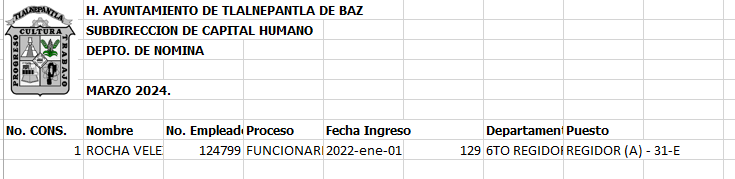 H. AYUNTAMIENTO DE TLALNEPANTLA DE BAZ
SUBDIRECCION DE CAPITAL HUMANO
DEPTO. DE NOMINA
MARZO 2024.
TLALNEPANTLA
CULTURA
PROGRESO
TRABAJO
No. CONS. Nombre No. Emplead Proceso Fecha Ingreso Departament Puesto
1 ROCHA VELE 124799 FUNCIONARI 2022-ene-01 129 6TO REGIDOR REGIDOR (A) - 31-E